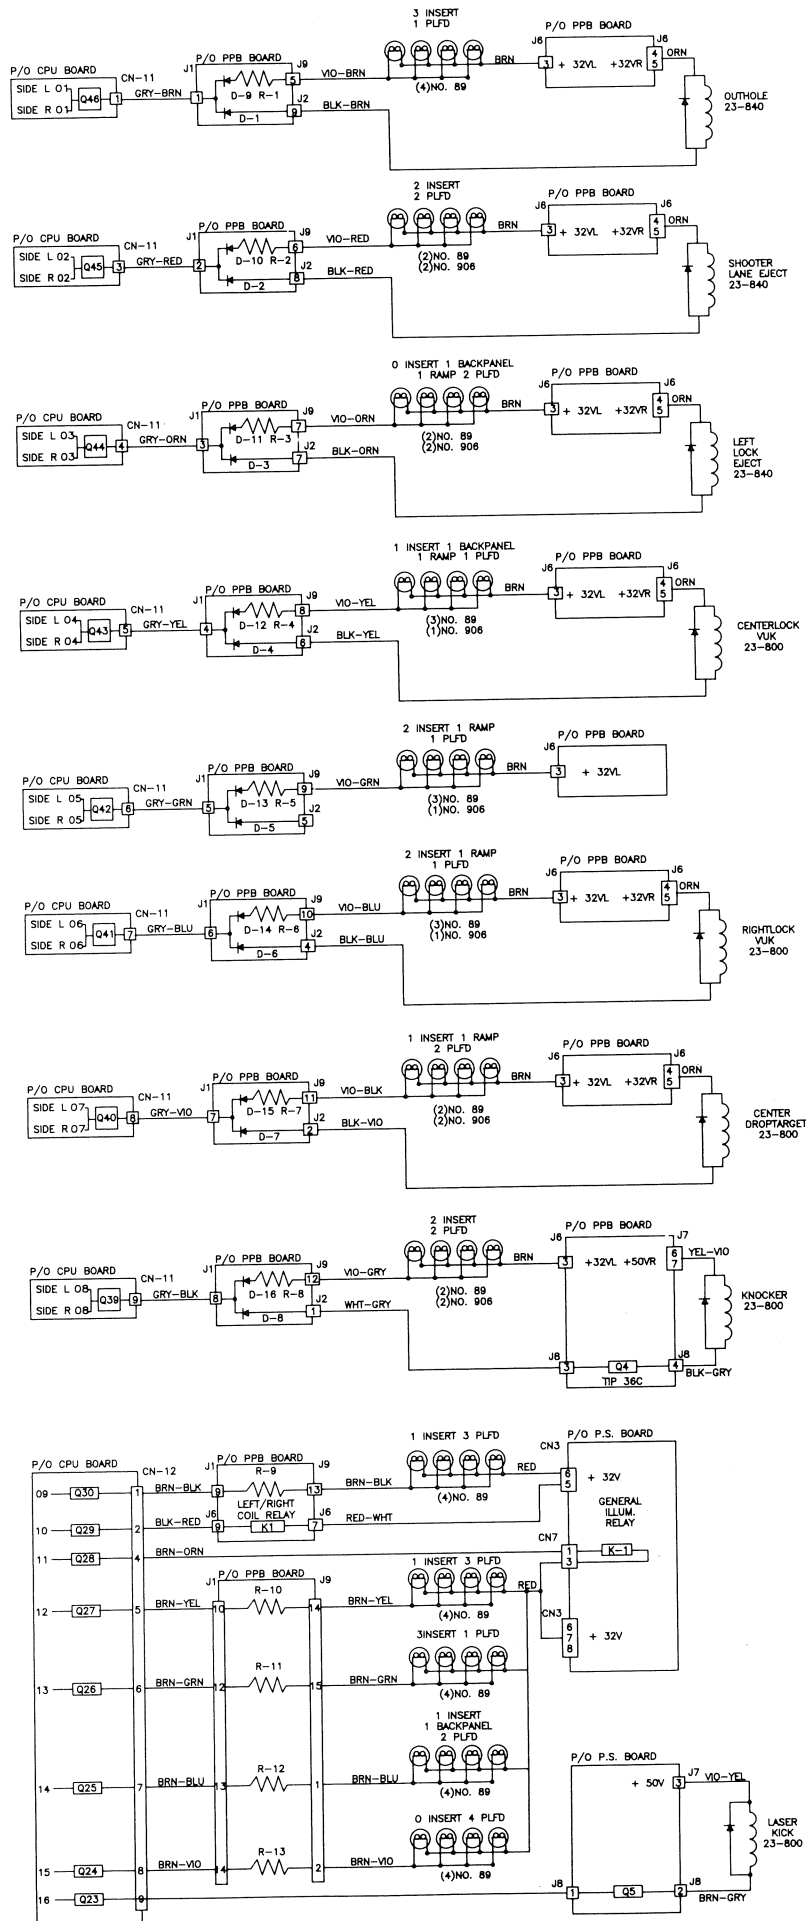 3 INSERT
1 PLFD
P/O PPB BOARD
P/O PPB BOARD
J1 J9 J6 J6
P/O CPU BOARD CN-11
SIDE L 01
SIDE R 01
Q46 1 GRY-BRN 1 D-9 R-1 5 VIO-BRN (4)NO. 89 BRN 3 + 32VL +32VR 4 5 ORN
D-1 J2 9 BLK-BRN
OUTHOLE
23-840
2 INSERT
2 PLFD
P/O PPB BOARD
P/O PPB BOARD
J1 J9 J6 J6
P/O CPU BOARD CN-11
SIDE L 02
SIDE R 02
Q45 3 GRY-RED 2 D-10 R-2 6 VIO-RED BRN 3 + 32VL +32VR 4 5 ORN
(2)NO. 89
(2)NO. 906
D-2 J2 8 BLK-RED
SHOOTER
LANE EJECT
23-840
0 INSERT 1 BACKPANEL
1 RAMP 2 PLFD
P/O PPB BOARD
P/O PPB BOARD
J1 J9 J6 J6
P/O CPU BOARD CN-11
SIDE L 03
SIDE R 03
Q44 4 GRY-ORN 3 D-11 R-3 7 VIO-ORN BRN 3 + 32VL +32VR 4 5 ORN
(2)NO. 89
(2)NO. 906
D-3 J2 7 BLK-ORN
LEFT
LOCK
EJECT
23-840
1 INSERT 1 BACKPANEL
1 RAMP 1 PLFD
P/O PPB BOARD
P/O PPB BOARD
J1 J9 J6 J6
P/O CPU BOARD CN-11
SIDE L 04
SIDE R 04
Q43 5 GRY-YEL 4 D-12 R-4 8 VIO-YEL BRN 3 + 32VL +32VR 4 5 ORN
(3)NO. 89
(1)NO. 906
D-4 J2 6 BLK-YEL
CENTERLOCK
VUK
23-800
2 INSERT 1 RAMP
1 PLFD
P/O PPB BOARD
P/O PPB BOARD
J1 J9 J6
P/O CPU BOARD CN-11
SIDE L 05
SIDE R 05
Q42 6 GRY-GRN 5 D-13 R-5 9 VIO-GRN BRN 3 + 32VL
(3)NO. 89
(1)NO. 906
D-5 J2 5
2 INSERT 1 RAMP
1 PLFD
P/O PPB BOARD
P/O PPB BOARD
J1 J9 J6 J6
P/O CPU BOARD CN-11
SIDE L 06
SIDE R 06
Q41 7 GRY-BLU 6 D-14 R-6 10 VIO-BLU BRN 3 + 32VL +32VR 4 5 ORN
(3)NO. 89
(1)NO. 906
D-6 J2 4 BLK-BLU
RIGHTLOCK
VUK
23-800
1 INSERT 1 RAMP
2 PLFD
P/O PPB BOARD
P/O PPB BOARD
J1 J9 J6 J6
P/O CPU BOARD CN-11
SIDE L 07
SIDE R 07
Q40 8 GRY-VIO 7 D-15 R-7 11 VIO-BLK BRN 3 + 32VL +32VR 4 5 ORN
(2)NO. 89
(2)NO. 906
D-7 J2 2 BLK-VIO
CENTER
DROPTARGET
23-800
2 INSERT
2 PLFD
P/O PPB BOARD
P/O PPB BOARD
J1 J9 J6 J7
P/O CPU BOARD CN-11
SIDE L 08
SIDE R 08
Q39 9 GRY-BLK 8 D-16 R-8 12 VIO-GRY BRN 3 +32VL +50VR 6 7 YEL-VIO
(2)NO. 89
(2)NO. 906
D-8 J2 1 WHT-GRY
KNOCKER
23-800
J8 3 Q4 J8 4 BLK-GRY
TIP 36C
P/O CPU BOARD CN-12
P/O PPB BOARD
1 INSERT 3 PLFD
P/O P.S. BOARD
J1 R-9 J9 CN3
09 Q30 1 BRN-BLK 9 13 BRN-BLK (4)NO. 89 RED 6 5 + 32V
LEFT/RIGHT
COIL RELAY
10 Q29 2 BLK-RED J6 9 K1 J6 7 RED-WHT
GENERAL
ILLUM.
RELAY
11 Q28 4 BRN-ORN CN7 1 3 K-1
P/O PPB BOARD
1 INSERT 3 PLFD
J1 R-10 J9
12 Q27 5 BRN-YEL 10 14 BRN-YEL (4)NO. 89 RED
CN3 6 7 8 + 32V
3INSERT 1 PLFD
R-11
13 Q26 6 BRN-GRN 12 15 BRN-GRN (4)NO. 89
1 INSERT
1 BACKPANEL
2 PLFD
R-12
14 Q25 7 BRN-BLU 13 1 BRN-BLU (4)NO. 89
P/O P.S. BOARD
+ 50V J7 3 VIO-YEL
0 INSERT 4 PLFD
R-13
15 Q24 8 BRN-VIO 14 2 BRN-VIO (4)NO. 89
LASER
KICK
23-800
16 Q23 9 J8 1 Q5 J8 2 BRN-GRY